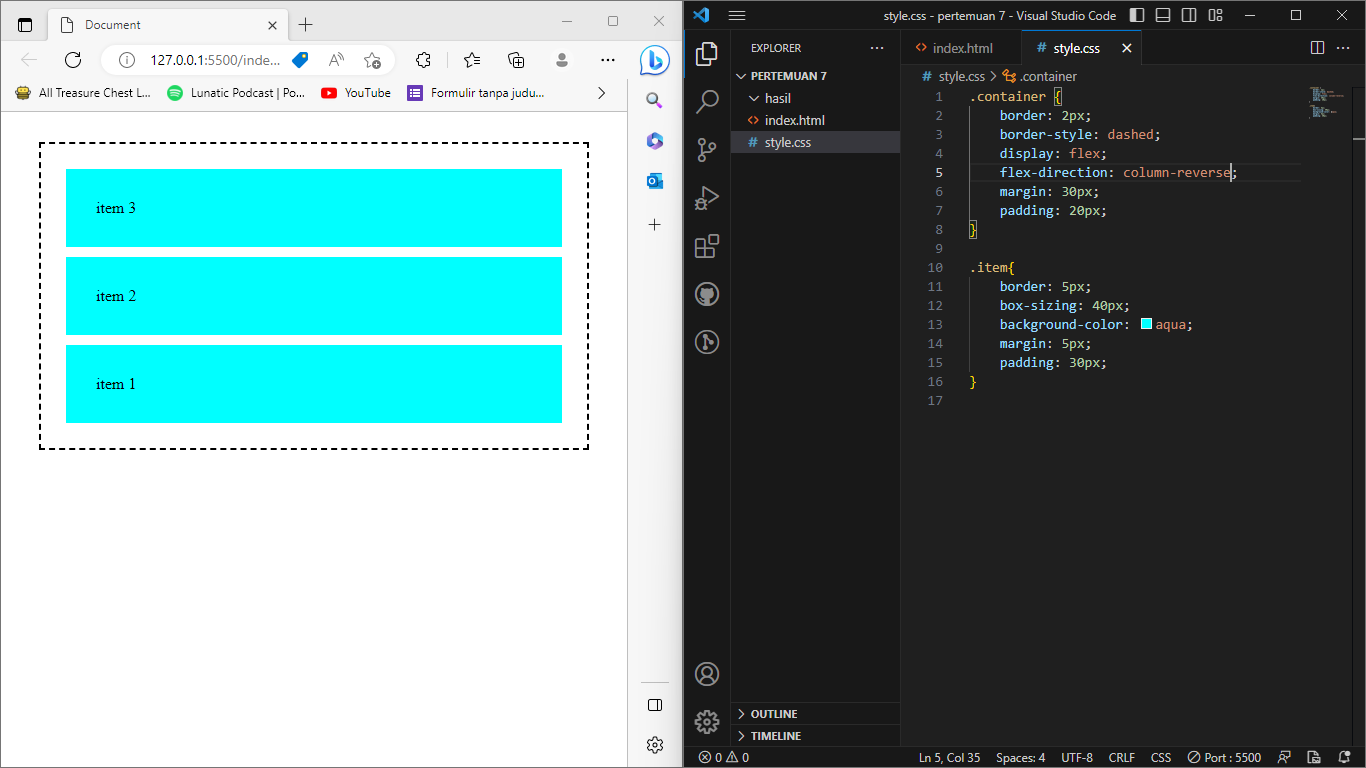 Document
127.0.0.1:5500/inde...
All Treasure Chest L...
Lunatic Podcast | Po...
YouTube
Formulir tanpa judu...
item 3
item 2
item 1
style.css - pertemuan 7 - Visual Studio Code
EXPLORER
PERTEMUAN 7
hasil
index.html
style.css
OUTLINE
TIMELINE
index.html
style.css
style.css > .container
1 .container {
2 border: 2px;
3 border-style: dashed;
4 display: flex;
5 flex-direction: column-reverse;
6 margin: 30px;
7 padding: 20px;
8 }
9
10 .item{
11 border: 5px;
12 box-sizing: 40px;
13 background-color: aqua;
14 margin: 5px;
15 padding: 30px;
16 }
17
0 0 Ln 5, Col 35 Spaces: 4 UTF-8 CRLF CSS Port : 5500